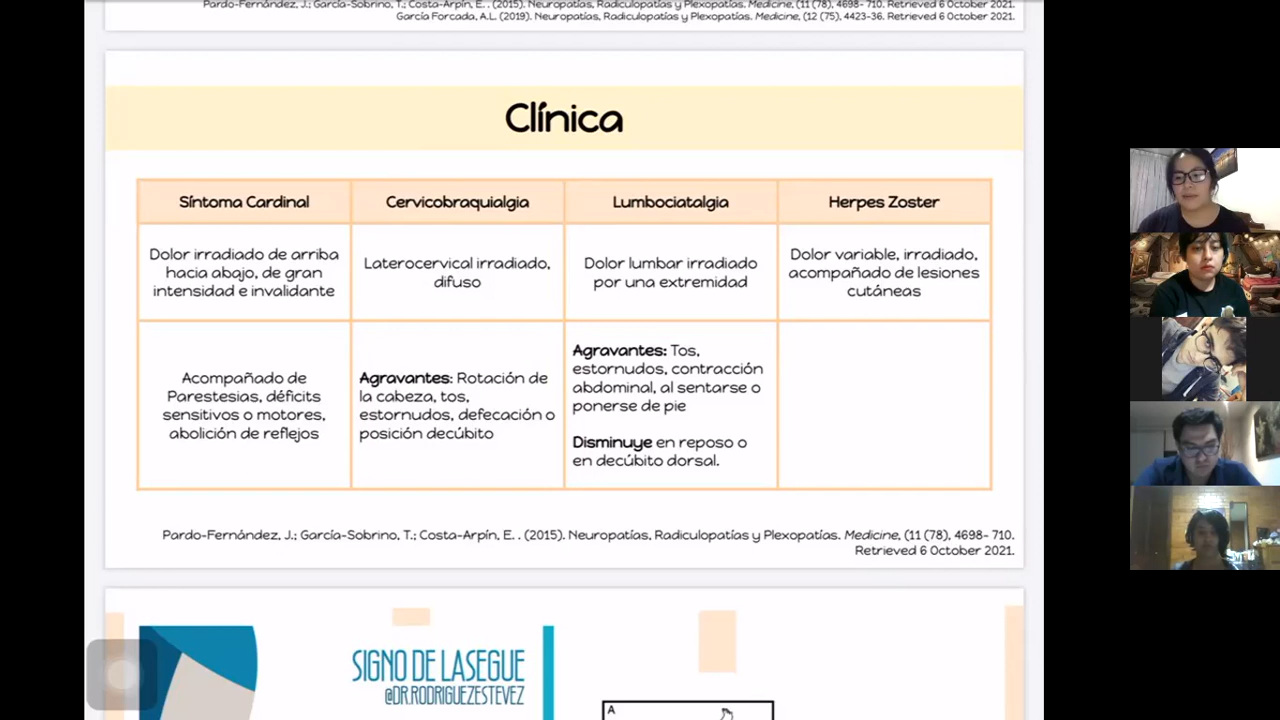 Pardo-Fernández, J.; García-Sobrino, T.; Costa-Arpín, E. . (2015). Neuropatías, Radiculopatías y Plexopatías. Medicine, (11 (78), 4698- 710. Retrieved 6 October 2021.
García Forcada, A.L. (2019). Neuropatías, Radiculopatías y Plexopatías. Medicine, (12 (75), 4423-36. Retrieved 6 October 2021.
Clínica
Síntoma Cardinal
Cervicobraquialgia
Lumbociatalgia
Herpes Zoster
Dolor irradiado de arriba
hacia abajo, de gran
intensidad e invalidante
Laterocervical irradiado,
difuso
Dolor lumbar irradiado
por una extremidad
Dolor variable, irradiado,
acompañado de lesiones
cutáneas
Acompañado de
Parestesias, déficits
sensitivos o motores,
abolición de reflejos
Agravantes: Rotación de
la cabeza, tos,
estornudos, defecación o
posición decúbito
Agravantes: Tos,
estornudos, contracción
abdominal, al sentarse o
ponerse de pie
Disminuye en reposo o
en decúbito dorsal.
Pardo-Fernández, J.; García-Sobrino, T.; Costa-Arpín, E. . (2015). Neuropatías, Radiculopatías y Plexopatías. Medicine, (11 (78), 4698- 710.
Retrieved 6 October 2021.
SIGNO DE LASEGUE
@DR.RODRIGUEZESTEVEZ
A